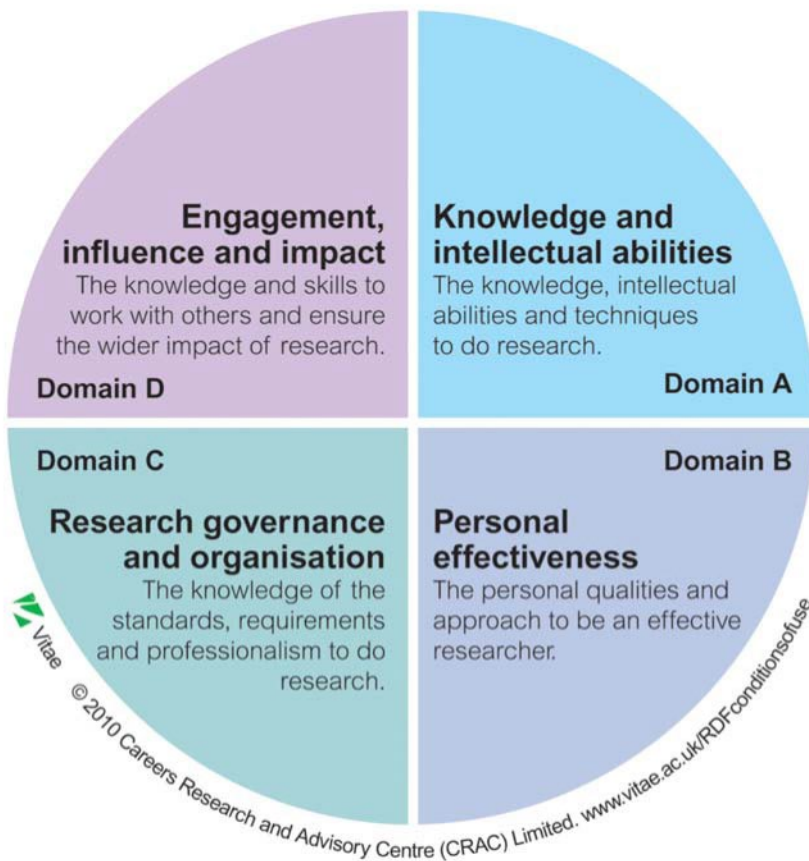 Engagement,
influence and impact
The knowledge and skills to
work with others and ensure
the wider impact of research.
Domain D
Knowledge and
intellectual abilities
The knowledge, intellectual
abilities and techniques
to do research.
Domain A
Domain C
Research governance
and organisation
The knowledge of the
standards, requirements
and professionalism to do
research.
Domain B
Personal
effectiveness
The personal qualities and
approach to be an effective
researcher.
Vitae © 2010 Careers Research and Advisory Centre (CRAC) Limited. www.vitae.ac.uk/RDFconditionsofuse